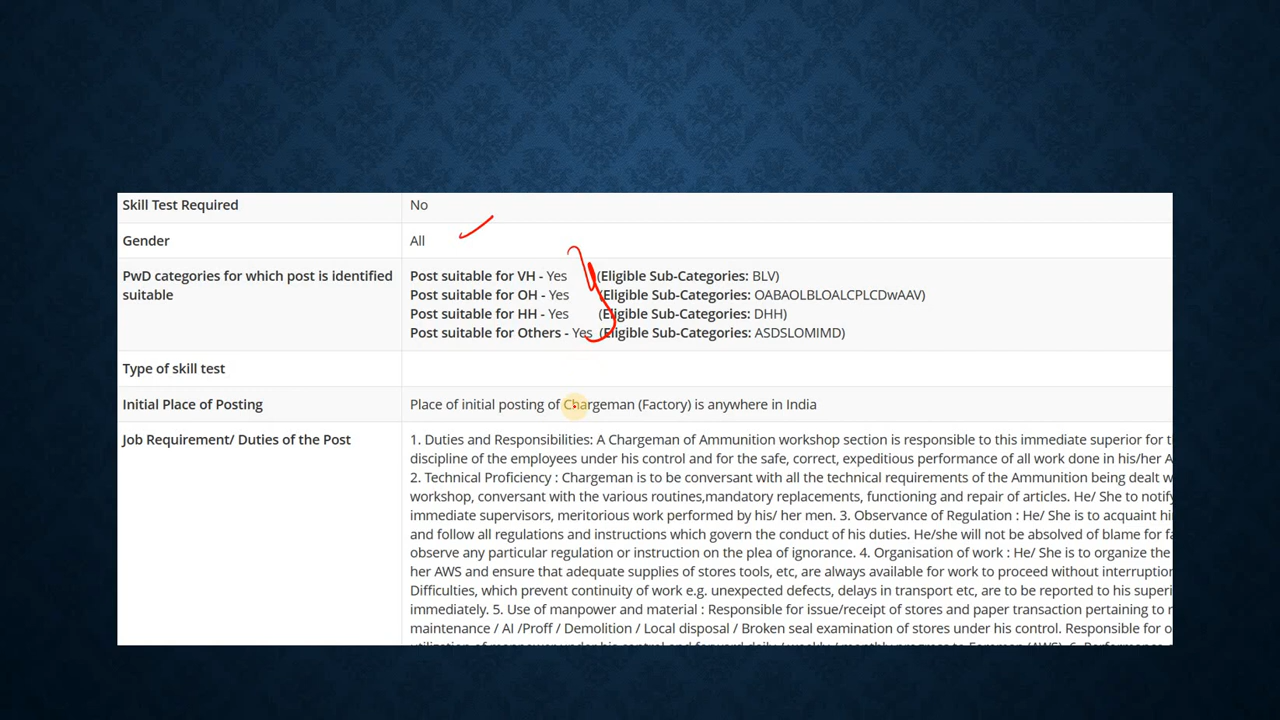 Skill Test Required No
Gender All
PwD categories for which post is identified suitable
Post suitable for VH - Yes (Eligible Sub-Categories: BLV)
Post suitable for OH - Yes (Eligible Sub-Categories: OABAOLBLOALCPLCDwAAV)
Post suitable for HH - Yes (Eligible Sub-Categories: DHH)
Post suitable for Others - Yes (Eligible Sub-Categories: ASDSLOMIMD)
Type of skill test
Initial Place of Posting Place of initial posting of Chargeman (Factory) is anywhere in India
Job Requirement/ Duties of the Post
1. Duties and Responsibilities: A Chargeman of Ammunition workshop section is responsible to this immediate superior for
discipline of the employees under his control and for the safe, correct, expeditious performance of all work done in his/her
2. Technical Proficiency : Chargeman is to be conversant with all the technical requirements of the Ammunition being dealt
workshop, conversant with the various routines,mandatory replacements, functioning and repair of articles. He/ She to notify
immediate supervisors, meritorious work performed by his/ her men. 3. Observance of Regulation : He/ She is to acquaint
and follow all regulations and instructions which govern the conduct of his duties. He/she will not be absolved of blame for
observe any particular regulation or instruction on the plea of ignorance. 4. Organisation of work : He/ She is to organize the
her AWS and ensure that adequate supplies of stores tools, etc, are always available for work to proceed without
Difficulties, which prevent continuity of work e.g. unexpected defects, delays in transport etc, are to be reported to his
immediately. 5. Use of manpower and material : Responsible for issue/receipt of stores and paper transaction pertaining to
maintenance / AI /Proff / Demolition / Local disposal / Broken seal examination of stores under his control. Responsible for